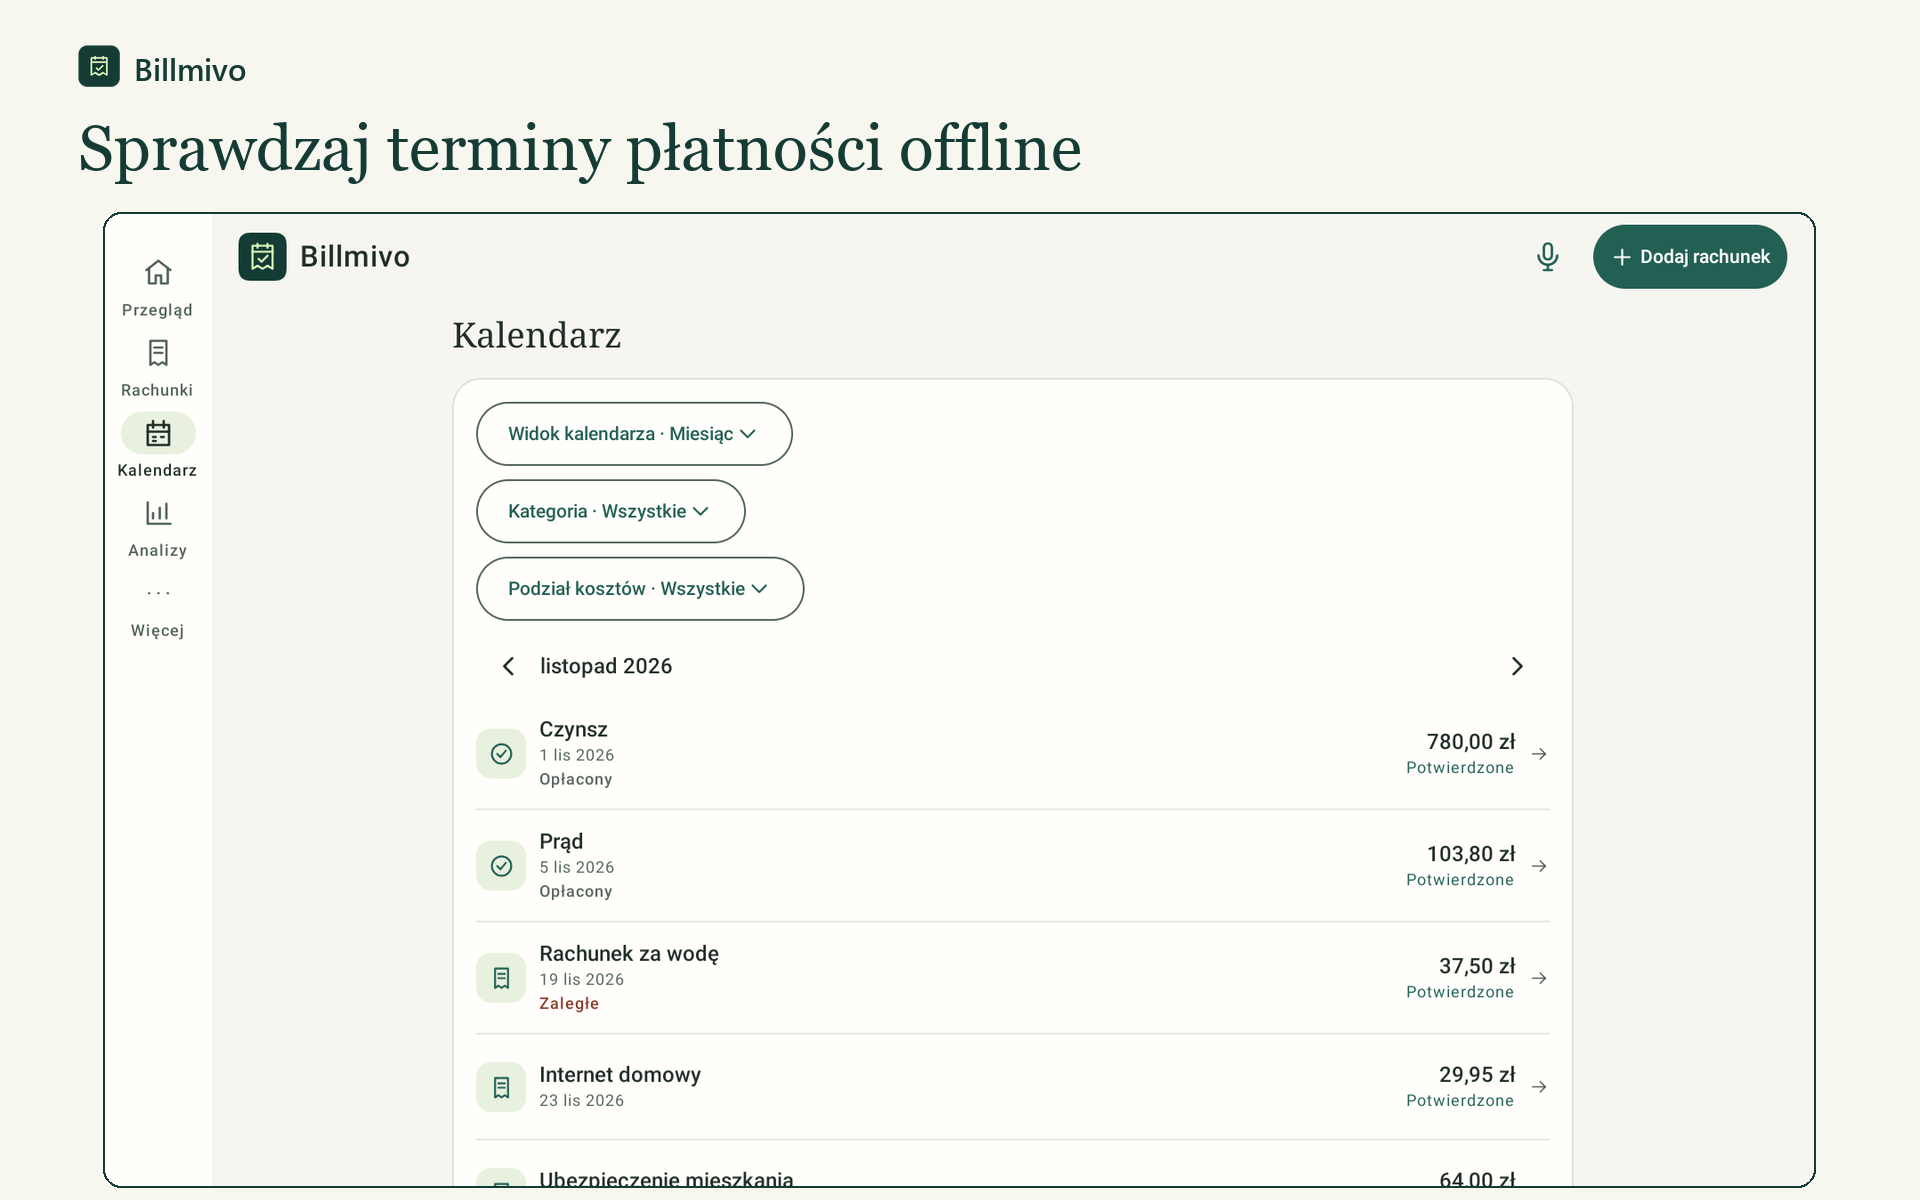 Billmivo
Sprawdzaj terminy płatności offline
Billmivo
Dodaj rachunek
Przegląd
Rachunki
Kalendarz
Analizy
Więcej
Kalendarz
Widok kalendarza · Miesiąc
Kategoria · Wszystkie
Podział kosztów · Wszystkie
listopad 2026
Czynsz
1 lis 2026
Opłacony
780,00 zł
Potwierdzone
Prąd
5 lis 2026
Opłacony
103,80 zł
Potwierdzone
Rachunek za wodę
19 lis 2026
Zaległe
37,50 zł
Potwierdzone
Internet domowy
23 lis 2026
29,95 zł
Potwierdzone
Ubezpieczenie mieszkania
64,00 zł